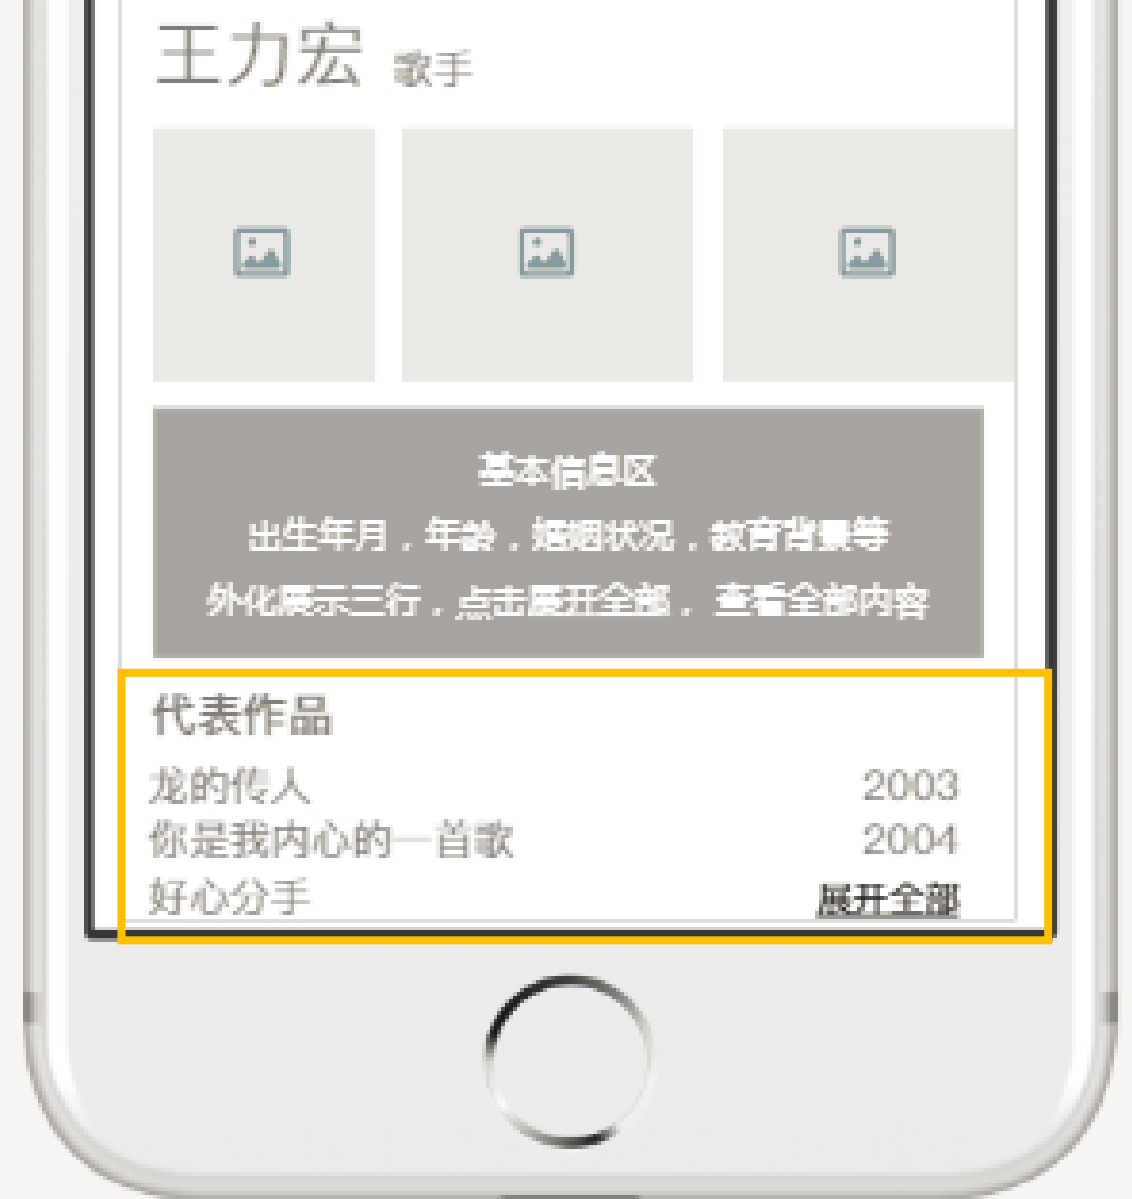 王力宏 歌手
基本信息区
出生年月，年龄，婚姻状况，教育背景等
外化展示三行，点击展开全部， 查看全部内容
代表作品
龙的传人 2003
你是我内心的一首歌 2004
好心分手 展开全部